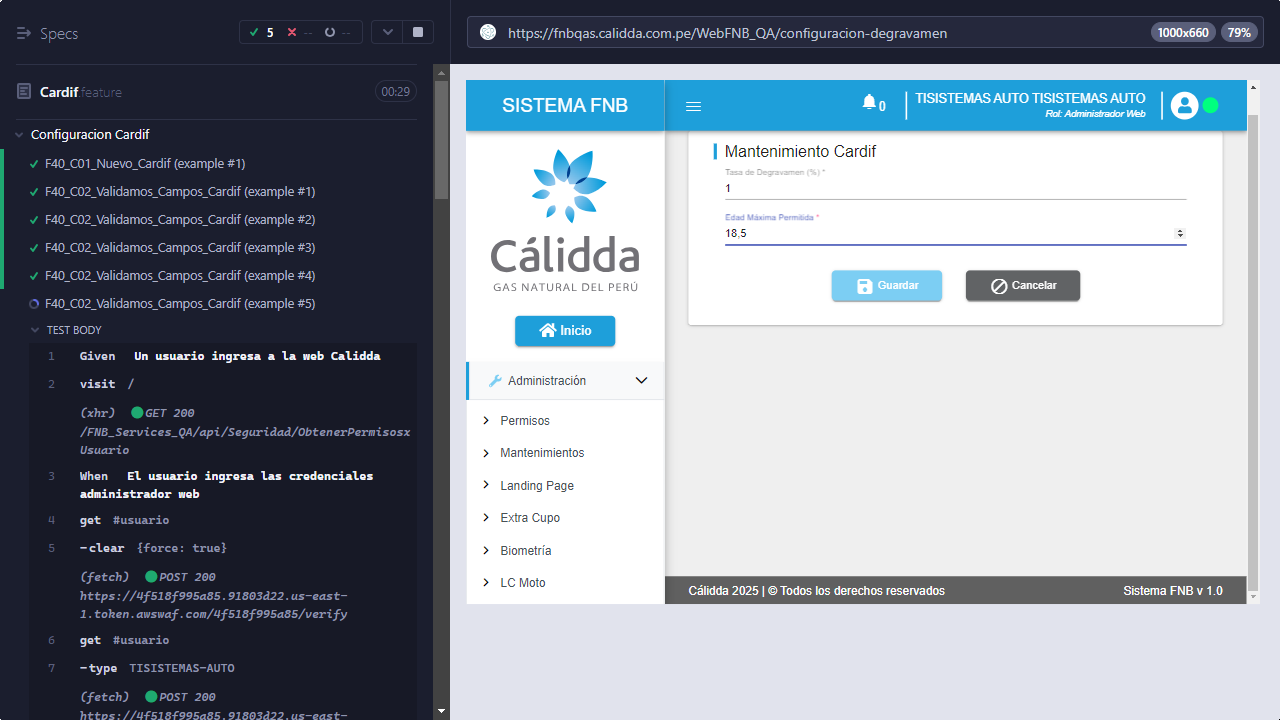 Specs
5
--
--
https://fnbqas.calidda.com.pe/WebFNB_QA/configuracion-degravamen
1000x660
79%
Cardif.feature
00:29
Configuracion Cardif
F40_C01_Nuevo_Cardif (example #1)
F40_C02_Validamos_Campos_Cardif (example #1)
F40_C02_Validamos_Campos_Cardif (example #2)
F40_C02_Validamos_Campos_Cardif (example #3)
F40_C02_Validamos_Campos_Cardif (example #4)
F40_C02_Validamos_Campos_Cardif (example #5)
TEST BODY
1 Given Un usuario ingresa a la web Calidda
2 visit /
(xhr) GET 200
/FNB_Services_QA/api/Seguridad/ObtenerPermisosx
Usuario
3 When El usuario ingresa las credenciales
administrador web
4 get #usuario
5 -clear {force: true}
(fetch) POST 200
https://4f518f995a85.91803d22.us-east-
1.token.awswaf.com/4f518f995a85/verify
6 get #usuario
7 -type TISISTEMAS-AUTO
(fetch) POST 200
https://4f518f995a85.91803d22.us-east-
SISTEMA FNB
0
TISISTEMAS AUTO TISISTEMAS AUTO
Rol: Administrador Web
Cálidda
GAS NATURAL DEL PERÚ
Inicio
Administración
Permisos
Mantenimientos
Landing Page
Extra Cupo
Biometría
LC Moto
Mantenimiento Cardif
Tasa de Degravamen (%) *
1
Edad Máxima Permitida *
18,5
Guardar
Cancelar
Cálidda 2025 | © Todos los derechos reservados
Sistema FNB v 1.0